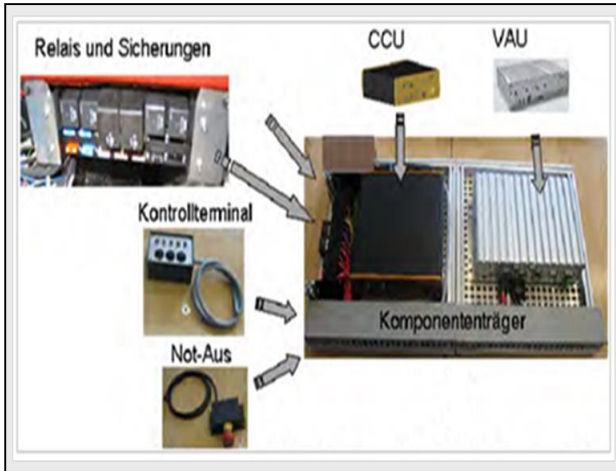 Relais und Sicherungen
CCU
VAU
Kontrollterminal
Not-Aus
Komponententräger